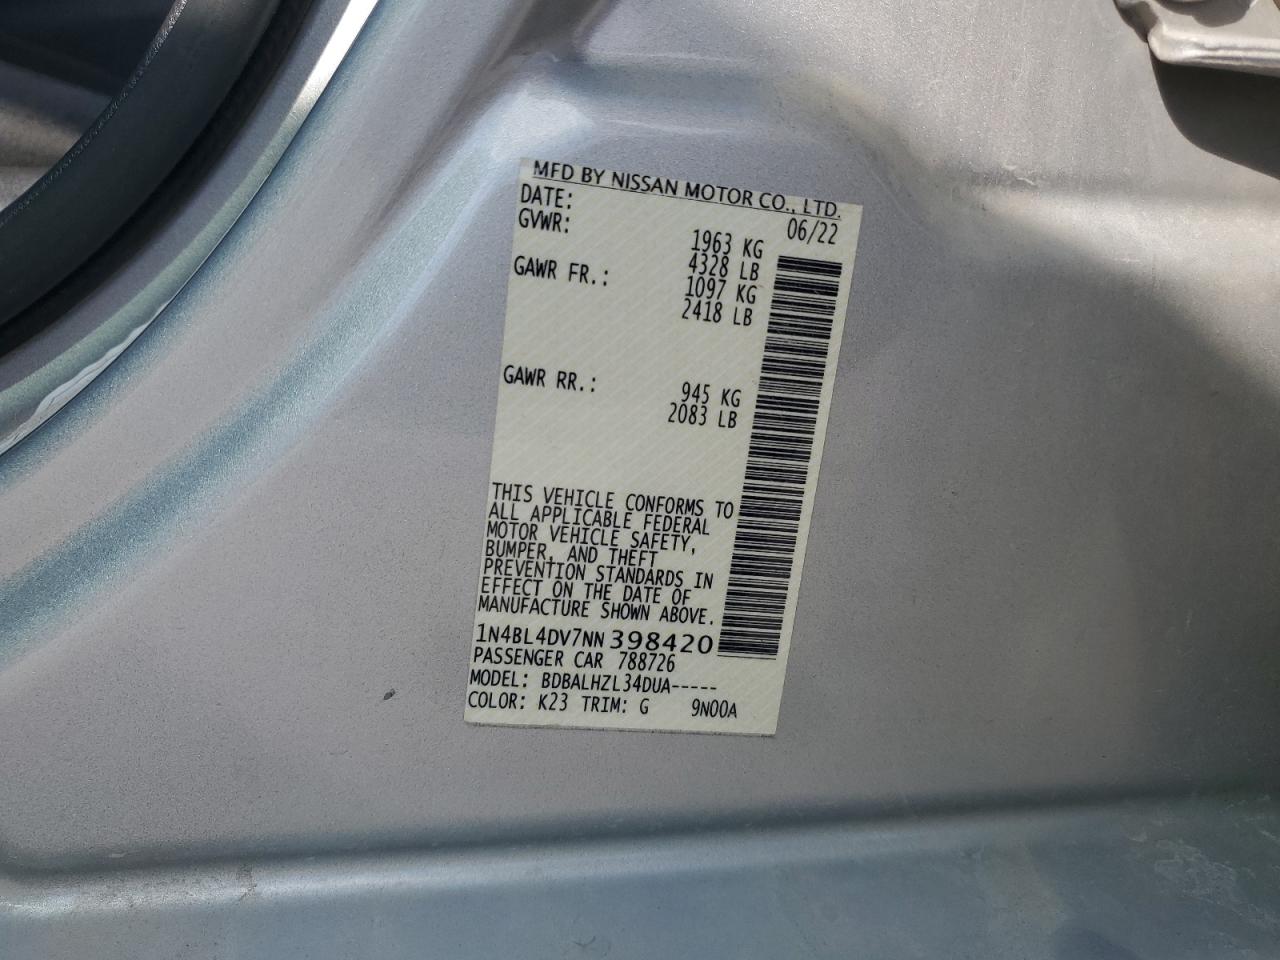 MFD BY NISSAN MOTOR CO., LTD.
DATE: 06/22
GVWR: 1963 KG
4328 LB
GAWR FR.: 1097 KG
2418 LB
GAWR RR.: 945 KG
2083 LB
THIS VEHICLE CONFORMS TO
ALL APPLICABLE FEDERAL
MOTOR VEHICLE SAFETY,
BUMPER, AND THEFT
PREVENTION STANDARDS IN
EFFECT ON THE DATE OF
MANUFACTURE SHOWN ABOVE.
1N4BL4DV7NN398420
PASSENGER CAR 788726
MODEL: BDBALHZL34DUA-----
COLOR: K23 TRIM: G 9N00A